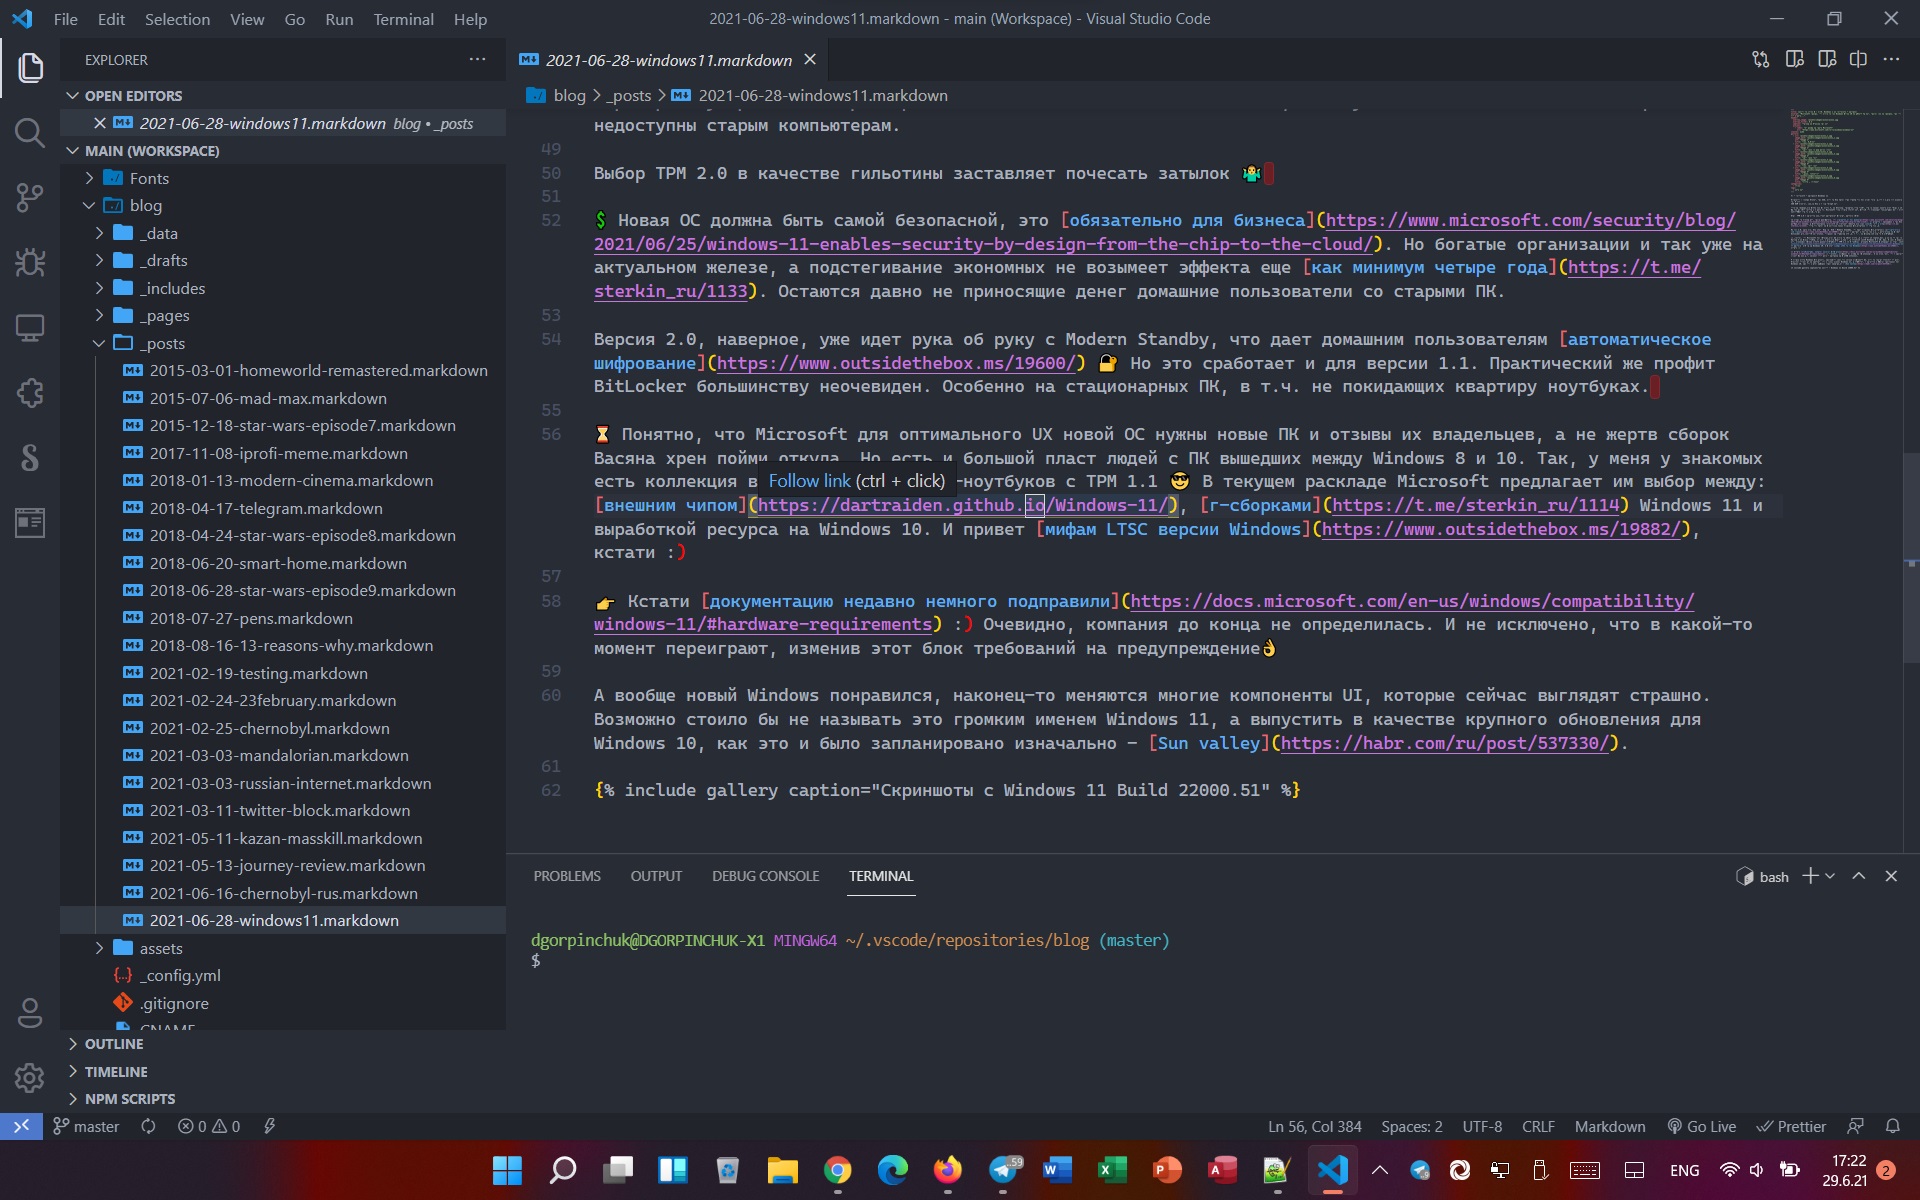 File Edit Selection View Go Run Terminal Help
2021-06-28-windows11.markdown - main (Workspace) - Visual Studio Code
EXPLORER
OPEN EDITORS
2021-06-28-windows11.markdown blog • _posts
MAIN (WORKSPACE)
Fonts
blog
_data
_drafts
_includes
_pages
_posts
2015-03-01-homeworld-remastered.markdown
2015-07-06-mad-max.markdown
2015-12-18-star-wars-episode7.markdown
2017-11-08-iprofi-meme.markdown
2018-01-13-modern-cinema.markdown
2018-04-17-telegram.markdown
2018-04-24-star-wars-episode8.markdown
2018-06-20-smart-home.markdown
2018-06-28-star-wars-episode9.markdown
2018-07-27-pens.markdown
2018-08-16-13-reasons-why.markdown
2021-02-19-testing.markdown
2021-02-24-23february.markdown
2021-02-25-chernobyl.markdown
2021-03-03-mandalorian.markdown
2021-03-03-russian-internet.markdown
2021-03-11-twitter-block.markdown
2021-05-11-kazan-masskill.markdown
2021-05-13-journey-review.markdown
2021-06-16-chernobyl-rus.markdown
2021-06-28-windows11.markdown
assets
_config.yml
.gitignore
CNAME
OUTLINE
TIMELINE
NPM SCRIPTS
2021-06-28-windows11.markdown
blog > _posts > 2021-06-28-windows11.markdown
недоступны старым компьютерам.
49
50 Выбор TPM 2.0 в качестве гильотины заставляет почесать затылок 🤷‍♂️
51
52 💲 Новая ОС должна быть самой безопасной, это [обязательно для бизнеса](https://www.microsoft.com/security/blog/
2021/06/25/windows-11-enables-security-by-design-from-the-chip-to-the-cloud/). Но богатые организации и так уже на
актуальном железе, а подстегивание экономных не возымеет эффекта еще [как минимум четыре года](https://t.me/
sterkin_ru/1133). Остаются давно не приносящие денег домашние пользователи со старыми ПК.
53
54 Версия 2.0, наверное, уже идет рука об руку с Modern Standby, что дает домашним пользователям [автоматическое
шифрование](https://www.outsidethebox.ms/19600/) 🔐 Но это сработает и для версии 1.1. Практический же профит
BitLocker большинству неочевиден. Особенно на стационарных ПК, в т.ч. не покидающих квартиру ноутбуках.
55
56 ⌛ Понятно, что Microsoft для оптимального UX новой ОС нужны новые ПК и отзывы их владельцев, а не жертв сборок
Васяна хрен пойми откуда. Но есть и большой пласт людей с ПК вышедших между Windows 8 и 10. Так, у меня у знакомых
есть коллекция в -ноутбуков с TPM 1.1 😎 В текущем раскладе Microsoft предлагает им выбор между:
Follow link (ctrl + click)
[внешним чипом](https://dartraiden.github.io/Windows-11/), [г-сборками](https://t.me/sterkin_ru/1114) Windows 11 и
выработкой ресурса на Windows 10. И привет [мифам LTSC версии Windows](https://www.outsidethebox.ms/19882/),
кстати :)
57
58 👉 Кстати [документацию недавно немного подправили](https://docs.microsoft.com/en-us/windows/compatibility/
windows-11/#hardware-requirements) :) Очевидно, компания до конца не определилась. И не исключено, что в какой-то
момент переиграют, изменив этот блок требований на предупреждение👌
59
60 А вообще новый Windows понравился, наконец-то меняются многие компоненты UI, которые сейчас выглядят страшно.
Возможно стоило бы не называть это громким именем Windows 11, а выпустить в качестве крупного обновления для
Windows 10, как это и было запланировано изначально - [Sun valley](https://habr.com/ru/post/537330/).
61
62 {% include gallery caption="Скриншоты с Windows 11 Build 22000.51" %}
PROBLEMS OUTPUT DEBUG CONSOLE TERMINAL
bash
dgorpinchuk@DGORPINCHUK-X1 MINGW64 ~/.vscode/repositories/blog (master)
$
master 0 0
Ln 56, Col 384 Spaces: 2 UTF-8 CRLF Markdown Go Live Prettier
.59
ENG 17:22
29.6.21 2